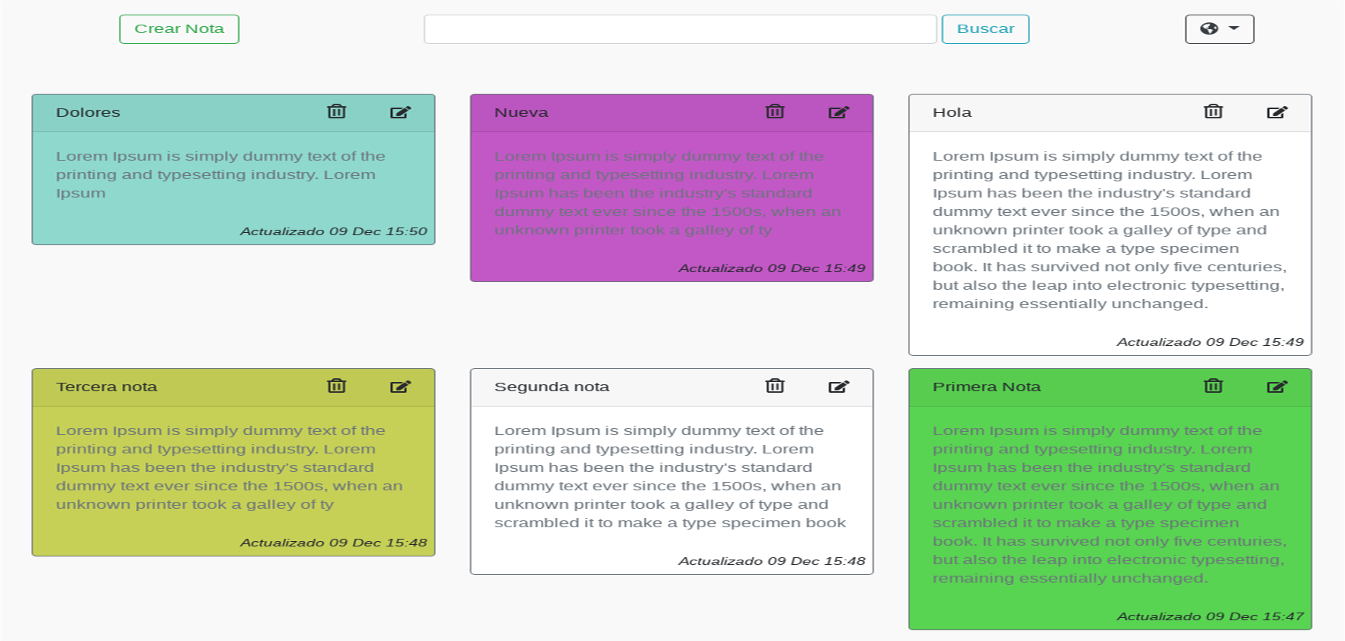 Crear Nota
Buscar
Dolores
Lorem Ipsum is simply dummy text of the
printing and typesetting industry. Lorem
Ipsum
Actualizado 09 Dec 15:50
Nueva
Lorem Ipsum is simply dummy text of the
printing and typesetting industry. Lorem
Ipsum has been the industry's standard
dummy text ever since the 1500s, when an
unknown printer took a galley of ty
Actualizado 09 Dec 15:49
Hola
Lorem Ipsum is simply dummy text of the
printing and typesetting industry. Lorem
Ipsum has been the industry's standard
dummy text ever since the 1500s, when an
unknown printer took a galley of type and
scrambled it to make a type specimen
book. It has survived not only five centuries,
but also the leap into electronic typesetting,
remaining essentially unchanged.
Actualizado 09 Dec 15:49
Tercera nota
Lorem Ipsum is simply dummy text of the
printing and typesetting industry. Lorem
Ipsum has been the industry's standard
dummy text ever since the 1500s, when an
unknown printer took a galley of ty
Actualizado 09 Dec 15:48
Segunda nota
Lorem Ipsum is simply dummy text of the
printing and typesetting industry. Lorem
Ipsum has been the industry's standard
dummy text ever since the 1500s, when an
unknown printer took a galley of type and
scrambled it to make a type specimen book
Actualizado 09 Dec 15:48
Primera Nota
Lorem Ipsum is simply dummy text of the
printing and typesetting industry. Lorem
Ipsum has been the industry's standard
dummy text ever since the 1500s, when an
unknown printer took a galley of type and
scrambled it to make a type specimen
book. It has survived not only five centuries,
but also the leap into electronic typesetting,
remaining essentially unchanged.
Actualizado 09 Dec 15:47